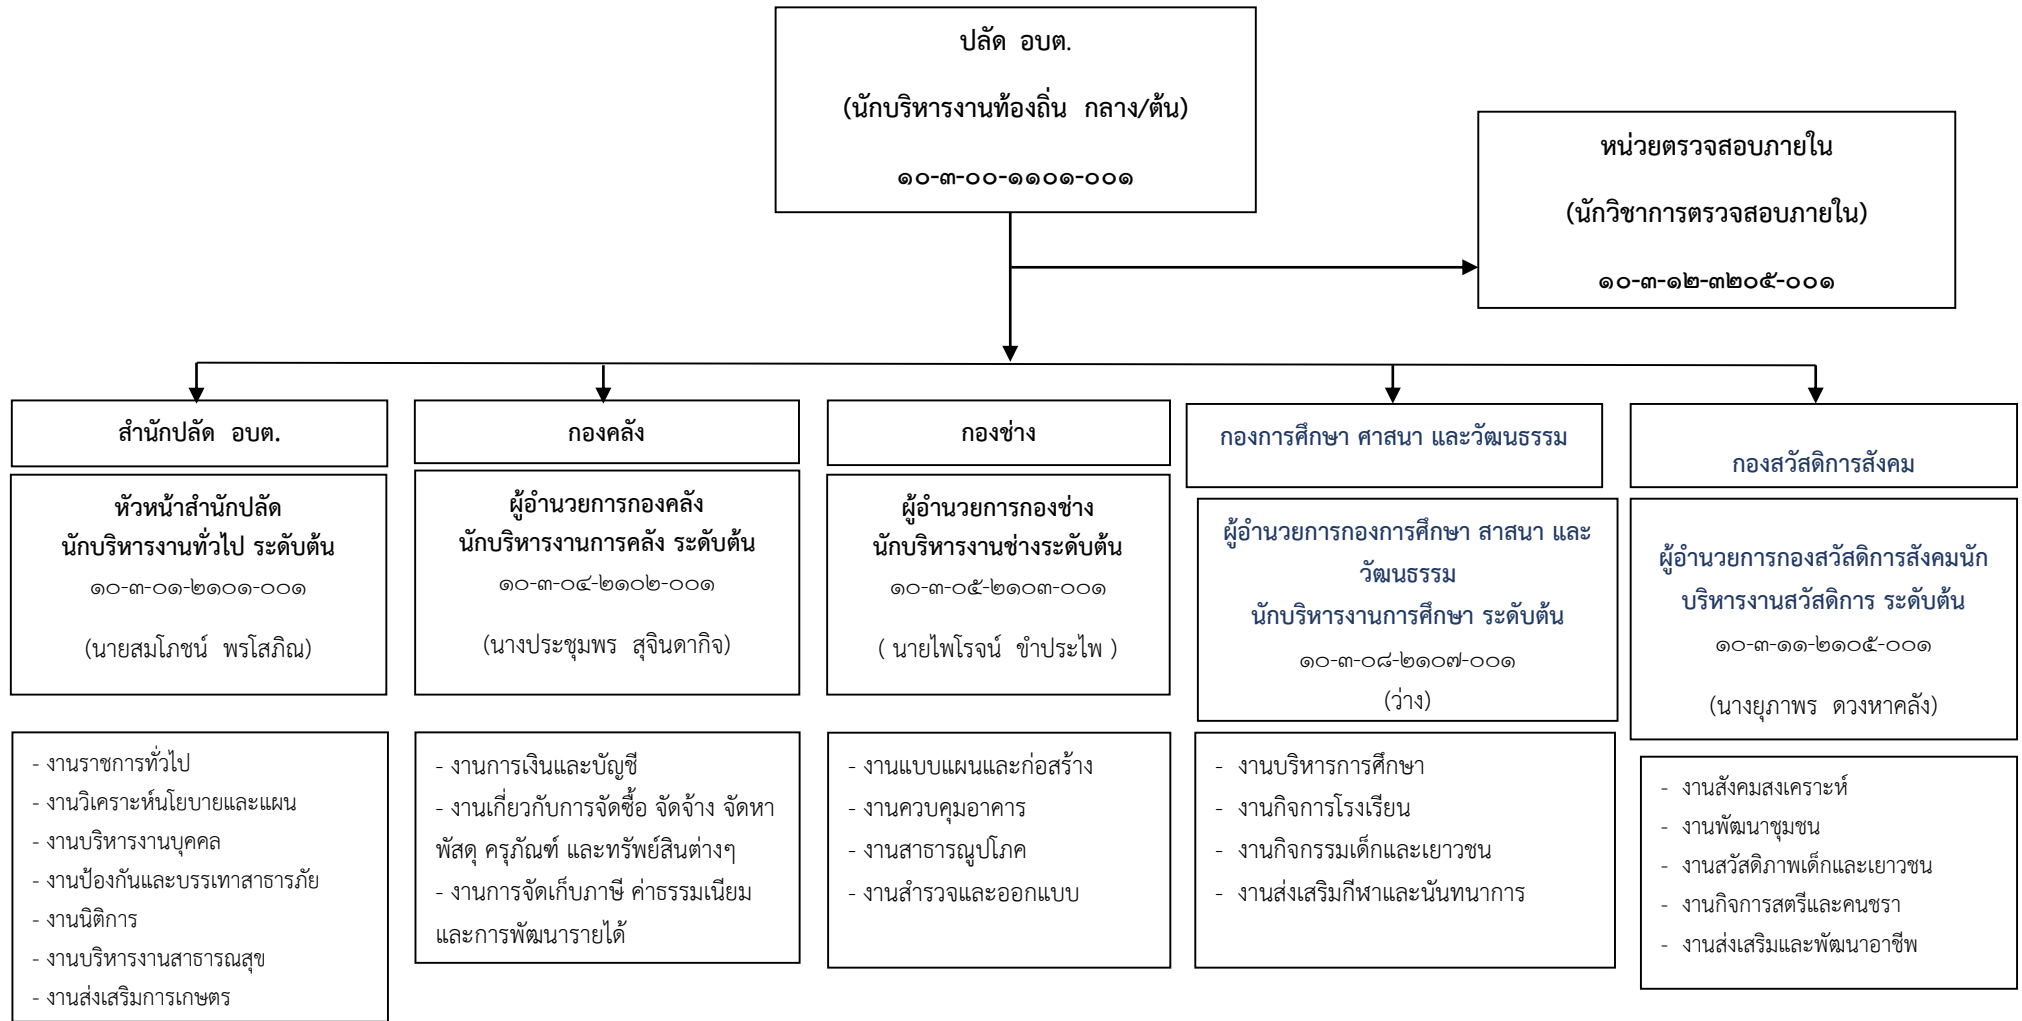 ปลัด อบต.
(นักบริหารงานท้องถิ่น กลาง/ต้น)
๑๐-๓-๐๐-๑๑๐๑-๐๐๑
หน่วยตรวจสอบภายใน
(นักวิชาการตรวจสอบภายใน)
๑๐-๓-๑๒-๓๒๐๕-๐๐๑
สำนักปลัด อบต.
หัวหน้าสำนักปลัด
นักบริหารงานทั่วไป ระดับต้น
๑๐-๓-๐๑-๒๑๐๑-๐๐๑
(นายสมโภชน์ พรโสภิณ)
- งานราชการทั่วไป
- งานวิเคราะห์นโยบายและแผน
- งานบริหารงานบุคคล
- งานป้องกันและบรรเทาสาธารภัย
- งานนิติการ
- งานบริหารงานสาธารณสุข
- งานส่งเสริมการเกษตร
กองคลัง
ผู้อำนวยการกองคลัง
นักบริหารงานการคลัง ระดับต้น
๑๐-๓-๐๔-๒๑๐๒-๐๐๑
(นางประชุมพร สุจินดากิจ)
- งานการเงินและบัญชี
- งานเกี่ยวกับการจัดซื้อ จัดจ้าง จัดหา
พัสดุ ครุภัณฑ์ และทรัพย์สินต่างๆ
- งานการจัดเก็บภาษี ค่าธรรมเนียม
และการพัฒนารายได้
กองช่าง
ผู้อำนวยการกองช่าง
นักบริหารงานช่างระดับต้น
๑๐-๓-๐๕-๒๑๐๓-๐๐๑
( นายไพโรจน์ ขำประไพ )
- งานแบบแผนและก่อสร้าง
- งานควบคุมอาคาร
- งานสาธารณูปโภค
- งานสำรวจและออกแบบ
กองการศึกษา ศาสนา และวัฒนธรรม
ผู้อำนวยการกองการศึกษา สาสนา และ
วัฒนธรรม
นักบริหารงานการศึกษา ระดับต้น
๑๐-๓-๐๘-๒๑๐๗-๐๐๑
(ว่าง)
- งานบริหารการศึกษา
- งานกิจการโรงเรียน
- งานกิจกรรมเด็กและเยาวชน
- งานส่งเสริมกีฬาและนันทนาการ
กองสวัสดิการสังคม
ผู้อำนวยการกองสวัสดิการสังคมนัก
บริหารงานสวัสดิการ ระดับต้น
๑๐-๓-๑๑-๒๑๐๕-๐๐๑
(นางยุภาพร ดวงหาคลัง)
- งานสังคมสงเคราะห์
- งานพัฒนาชุมชน
- งานสวัสดิภาพเด็กและเยาวชน
- งานกิจการสตรีและคนชรา
- งานส่งเสริมและพัฒนาอาชีพ